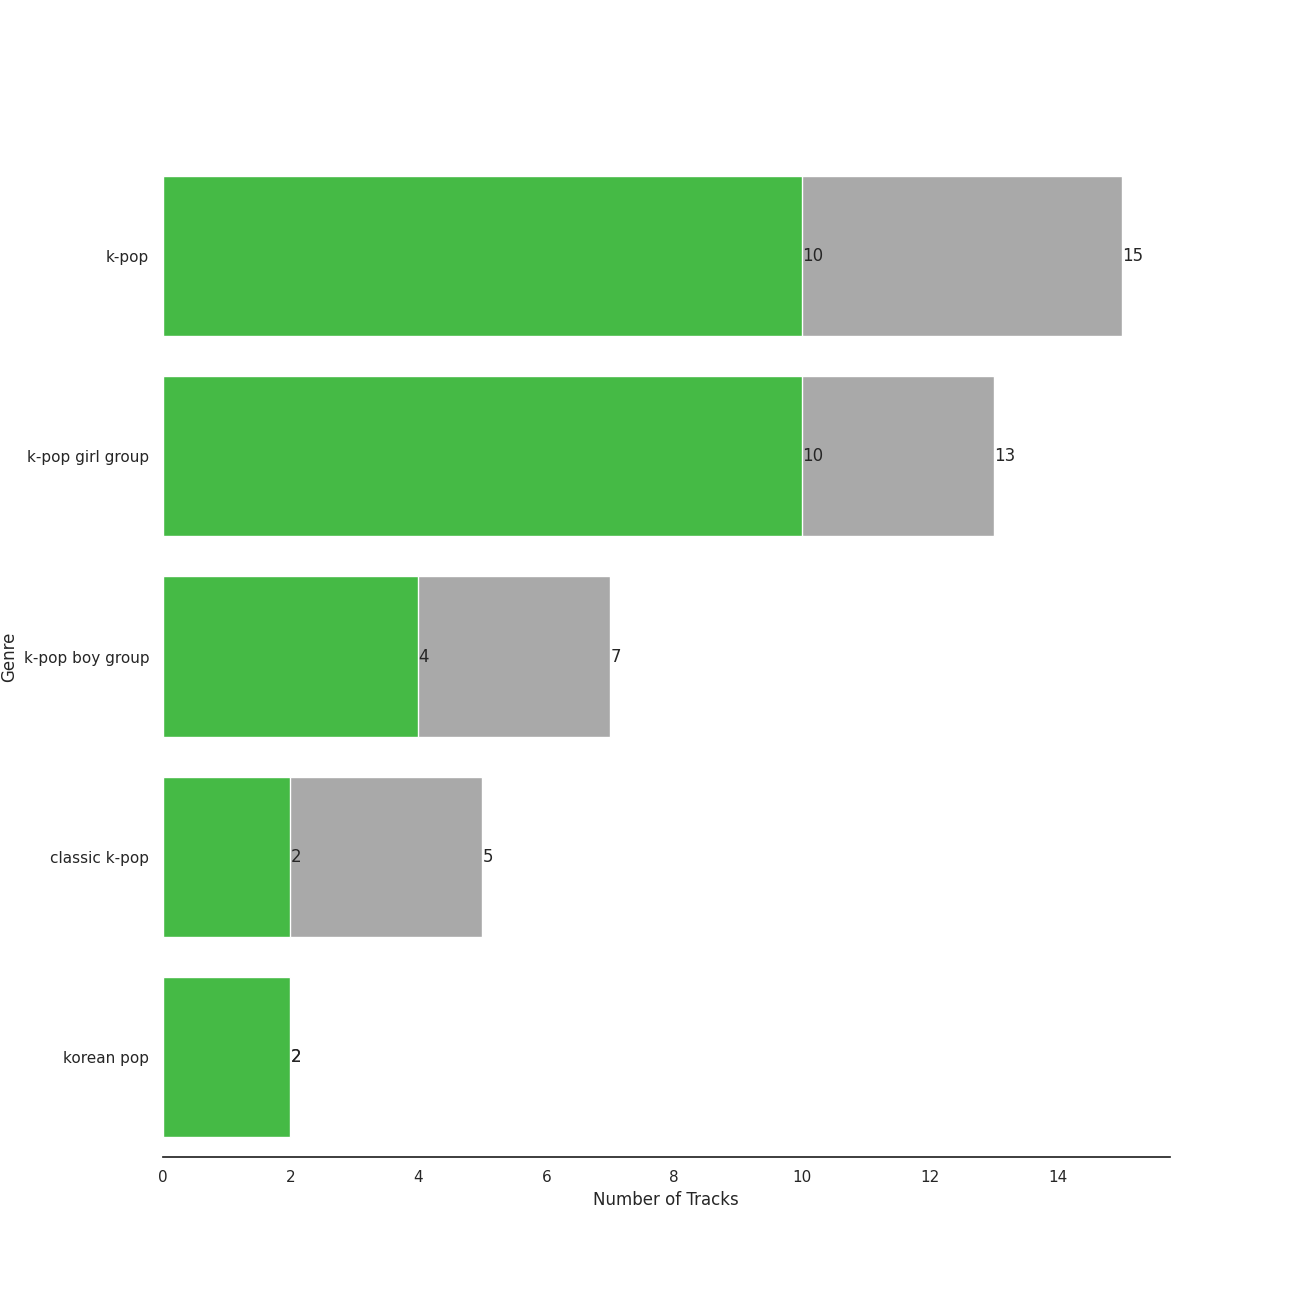 k-pop 10 15
k-pop girl group 10 13
k-pop boy group 4 7
classic k-pop 2 5
korean pop 2
Genre
0 2 4 6 8 10 12 14
Number of Tracks